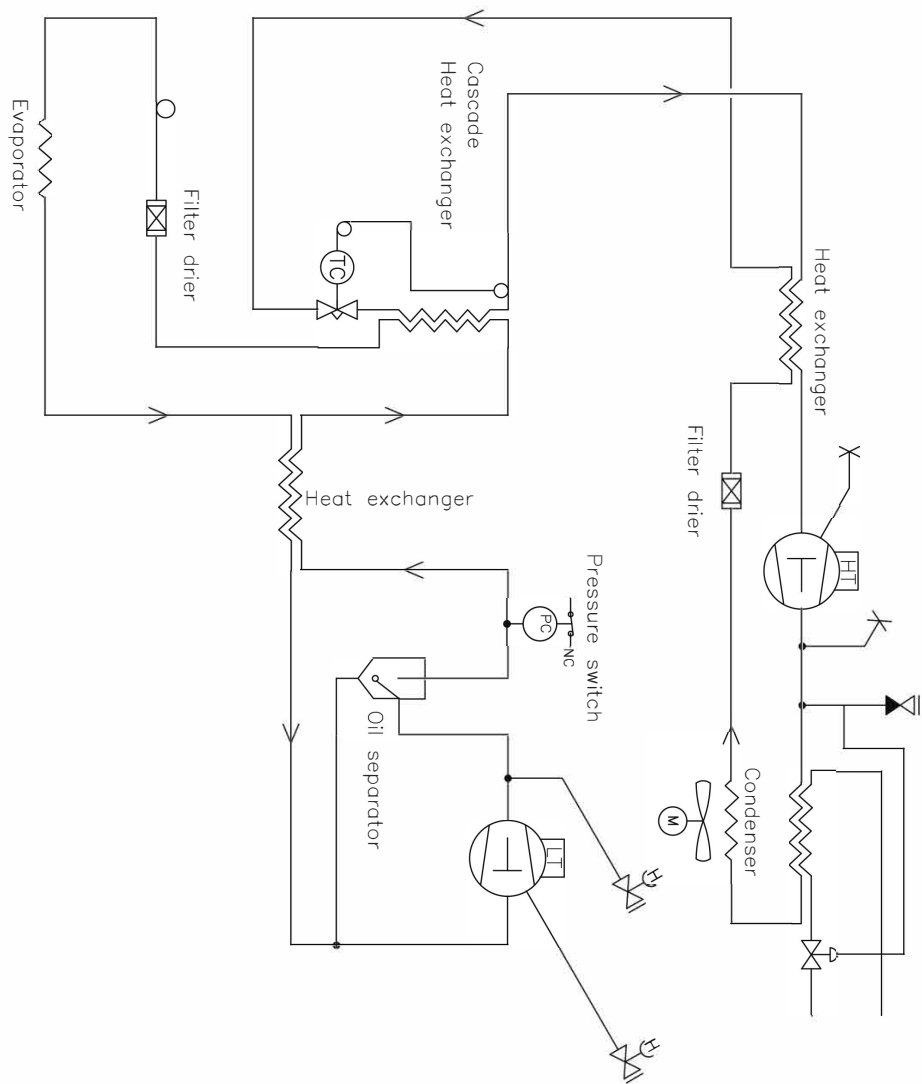 Cascade
Heat exchanger
Evaporator
Filter drier
TC
Heat exchanger
Filter drier
HT
Heat exchanger
Pressure switch
PC
NC
Oil separator
LT
Condenser
M
H
H